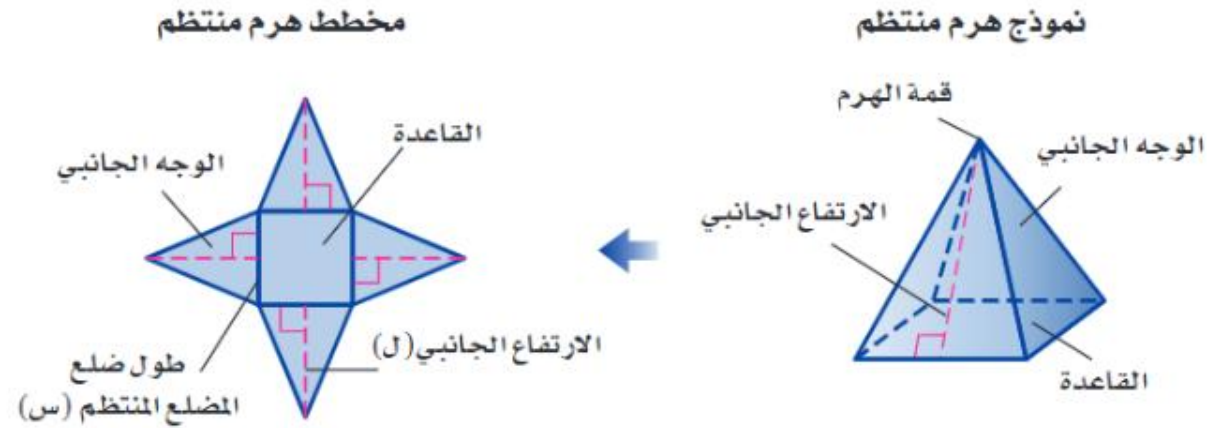 نموذج هرم منتظم
قمة الهرم
الوجه الجانبي
الارتفاع الجانبي
القاعدة
مخطط هرم منتظم
القاعدة
الوجه الجانبي
الارتفاع الجانبي (ل)
طول ضلع
المضلع المنتظم (س)